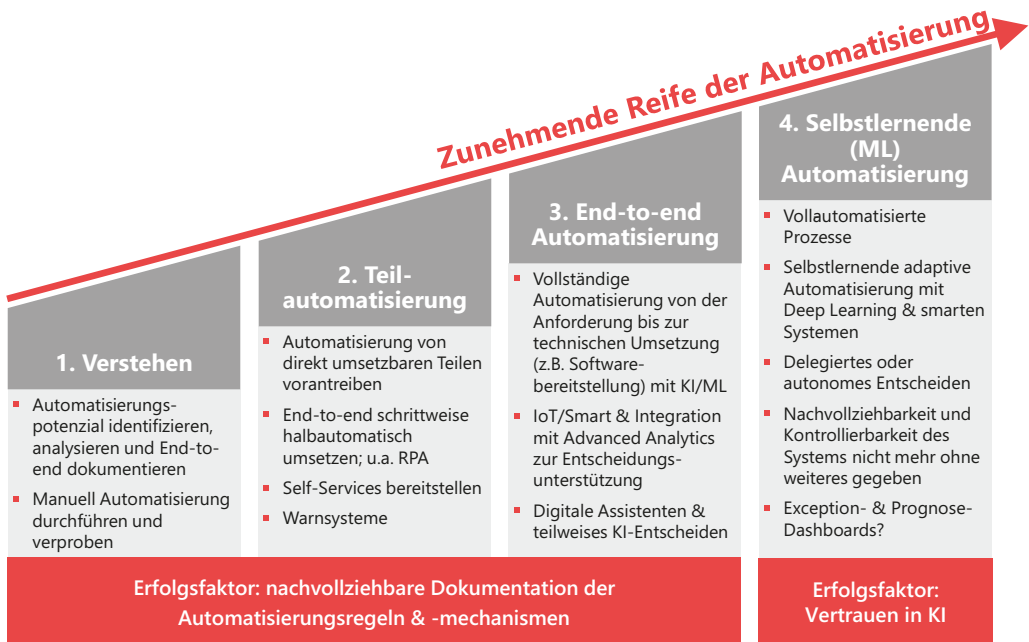 Zunehmende Reife der Automatisierung
1. Verstehen
▪ Automatisierungs-
potenzial identifizieren,
analysieren und End-to-
end dokumentieren
▪ Manuell Automatisierung
durchführen und
verproben
2. Teil-
automatisierung
▪ Automatisierung von
direkt umsetzbaren Teilen
vorantreiben
▪ End-to-end schrittweise
halbautomatisch
umsetzen; u.a. RPA
▪ Self-Services bereitstellen
▪ Warnsysteme
3. End-to-end
Automatisierung
▪ Vollständige
Automatisierung von der
Anforderung bis zur
technischen Umsetzung
(z.B. Software-
bereitstellung) mit KI/ML
▪ IoT/Smart & Integration
mit Advanced Analytics
zur Entscheidungs-
unterstützung
▪ Digitale Assistenten &
teilweises KI-Entscheiden
4. Selbstlernende
(ML)
Automatisierung
▪ Vollautomatisierte
Prozesse
▪ Selbstlernende adaptive
Automatisierung mit
Deep Learning & smarten
Systemen
▪ Delegiertes oder
autonomes Entscheiden
▪ Nachvollziehbarkeit und
Kontrollierbarkeit des
Systems nicht mehr ohne
weiteres gegeben
▪ Exception- & Prognose-
Dashboards?
Erfolgsfaktor: nachvollziehbare Dokumentation der
Automatisierungsregeln & -mechanismen
Erfolgsfaktor:
Vertrauen in KI